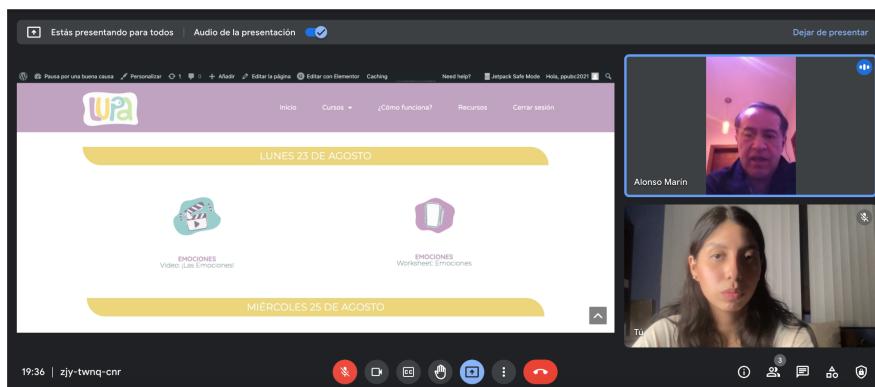 Estás presentando para todos | Audio de la presentación
Dejar de presentar
Pausa por una buena causa Personalizar 1 0 + Añadir Editar la página Editar con Elementor Caching Need help? Jetpack Safe Mode Hola, ppubc2021
LUPA
Inicio Cursos ¿Cómo funciona? Recursos Cerrar sesión
LUNES 23 DE AGOSTO
EMOCIONES
Video: ¡Las Emociones!
EMOCIONES
Worksheet: Emociones
MIÉRCOLES 25 DE AGOSTO
Alonso Marín
Tú
19:36 | zjy-twnq-cnr
CC
3